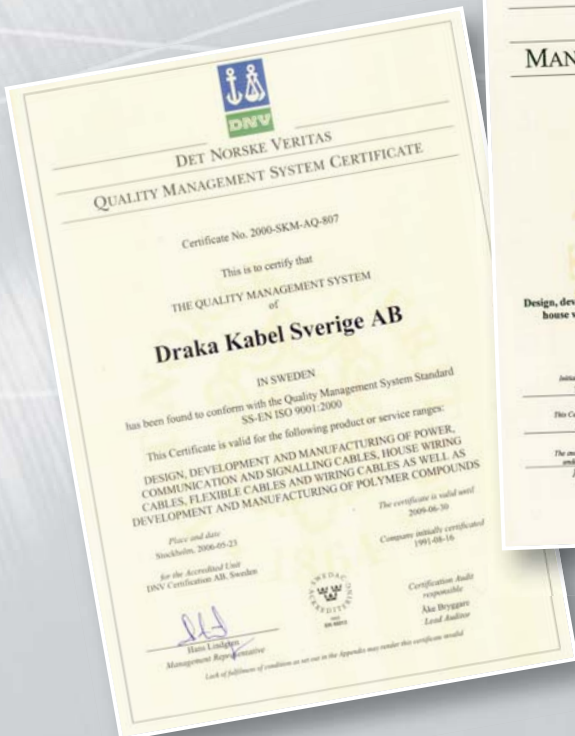 DNV
DET NORSKE VERITAS
QUALITY MANAGEMENT SYSTEM CERTIFICATE
Certificate No. 2000-SKM-AQ-807
This is to certify that
THE QUALITY MANAGEMENT SYSTEM
of
Draka Kabel Sverige AB
IN SWEDEN
has been found to conform with the Quality Management System Standard
SS-EN ISO 9001:2000
This Certificate is valid for the following product or service ranges:
DESIGN, DEVELOPMENT AND MANUFACTURING OF POWER,
COMMUNICATION AND SIGNALLING CABLES, HOUSE WIRING
CABLES, FLEXIBLE CABLES AND WIRING CABLES AS WELL AS
DEVELOPMENT AND MANUFACTURING OF POLYMER COMPOUNDS
Place and date
Stockholm, 2006-05-23
for the Accredited Unit
DNV Certification AB, Sweden
Hans Lindgren
Management Representative
The certificate is valid until
2009-06-30
Company initially certificated
1991-08-16
SWEDAC
ACKREDITERING
Certification Audit
responsible
Åke Bryggare
Lead Auditor
Lack of fulfilment of condition as set out in the Appendix may render this certificate invalid
MAN
Design, dev
house v
This Ce